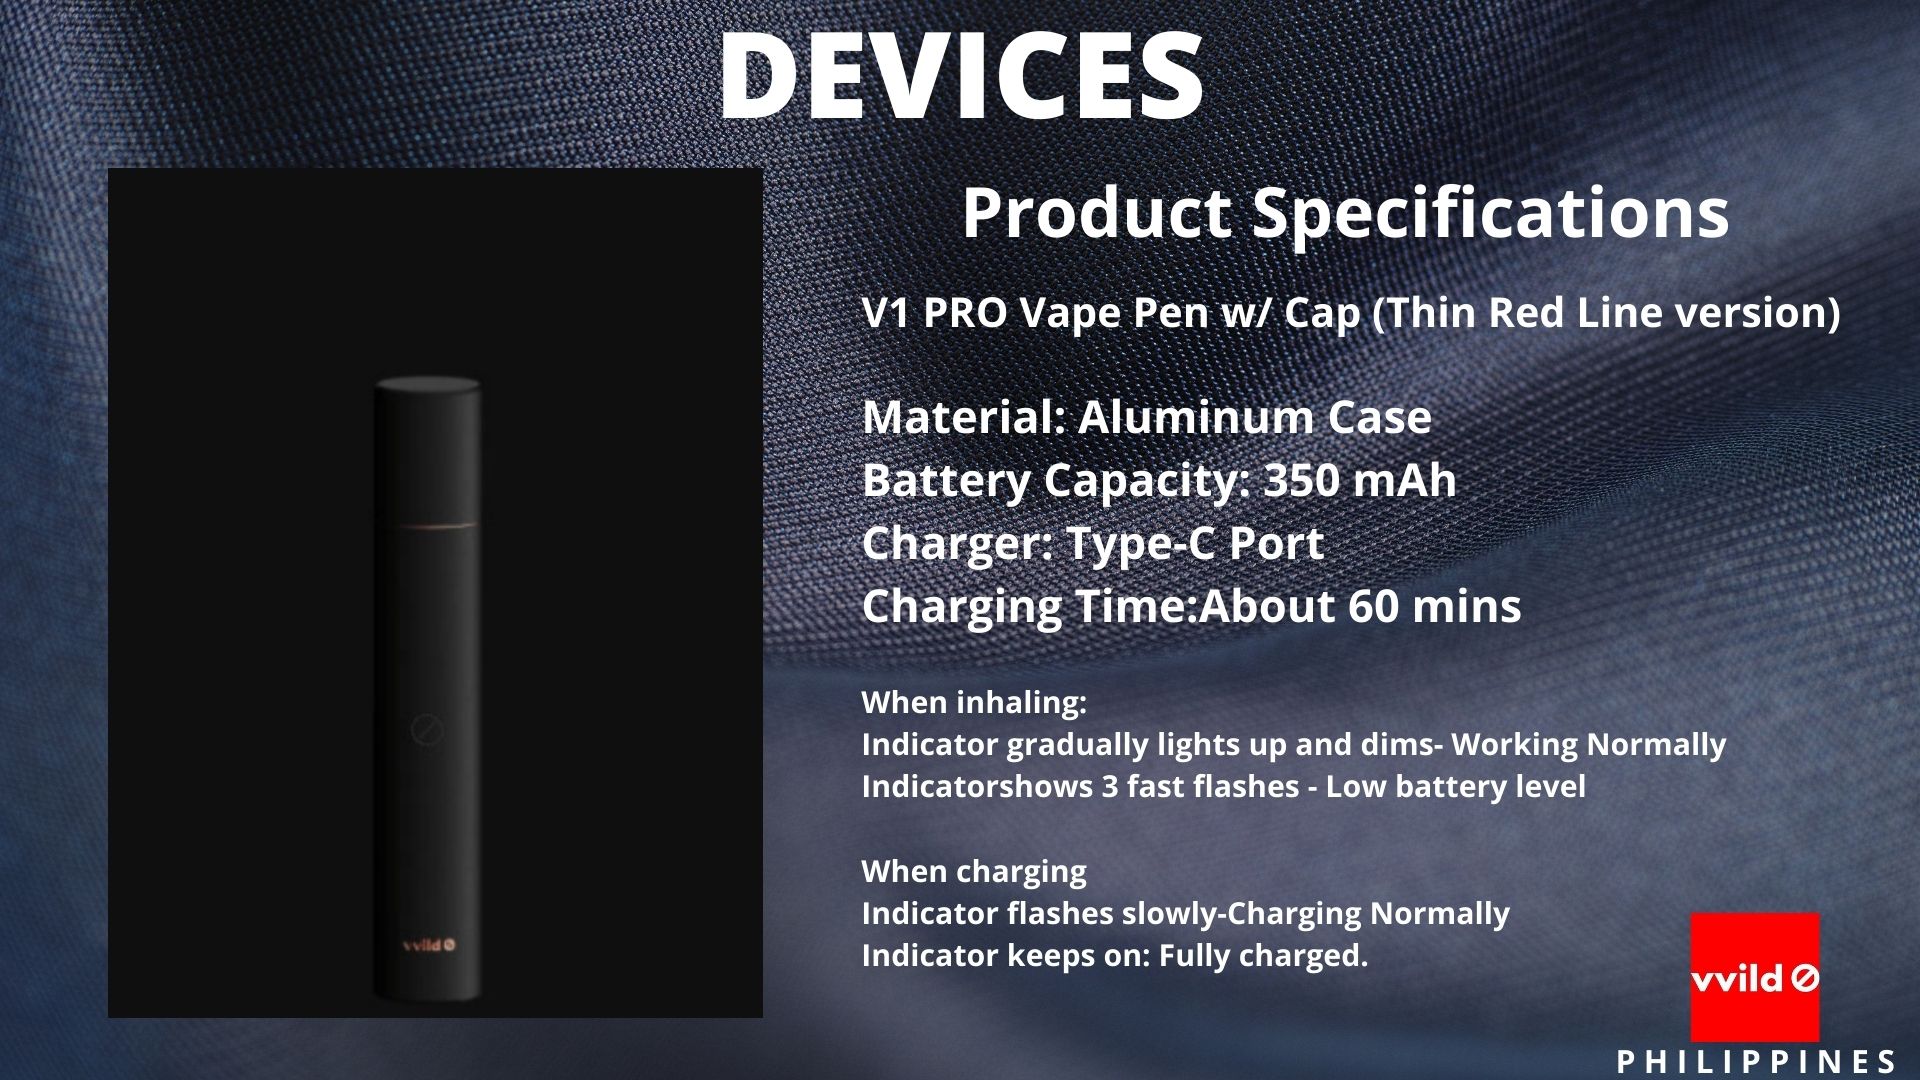 DEVICES
Product Specifications
V1 PRO Vape Pen w/ Cap (Thin Red Line version)
Material: Aluminum Case
Battery Capacity: 350 mAh
Charger: Type-C Port
Charging Time:About 60 mins
When inhaling:
Indicator gradually lights up and dims- Working Normally
Indicatorshows 3 fast flashes - Low battery level
When charging
Indicator flashes slowly-Charging Normally
Indicator keeps on: Fully charged.
vvild
vvild
PHILIPPINES